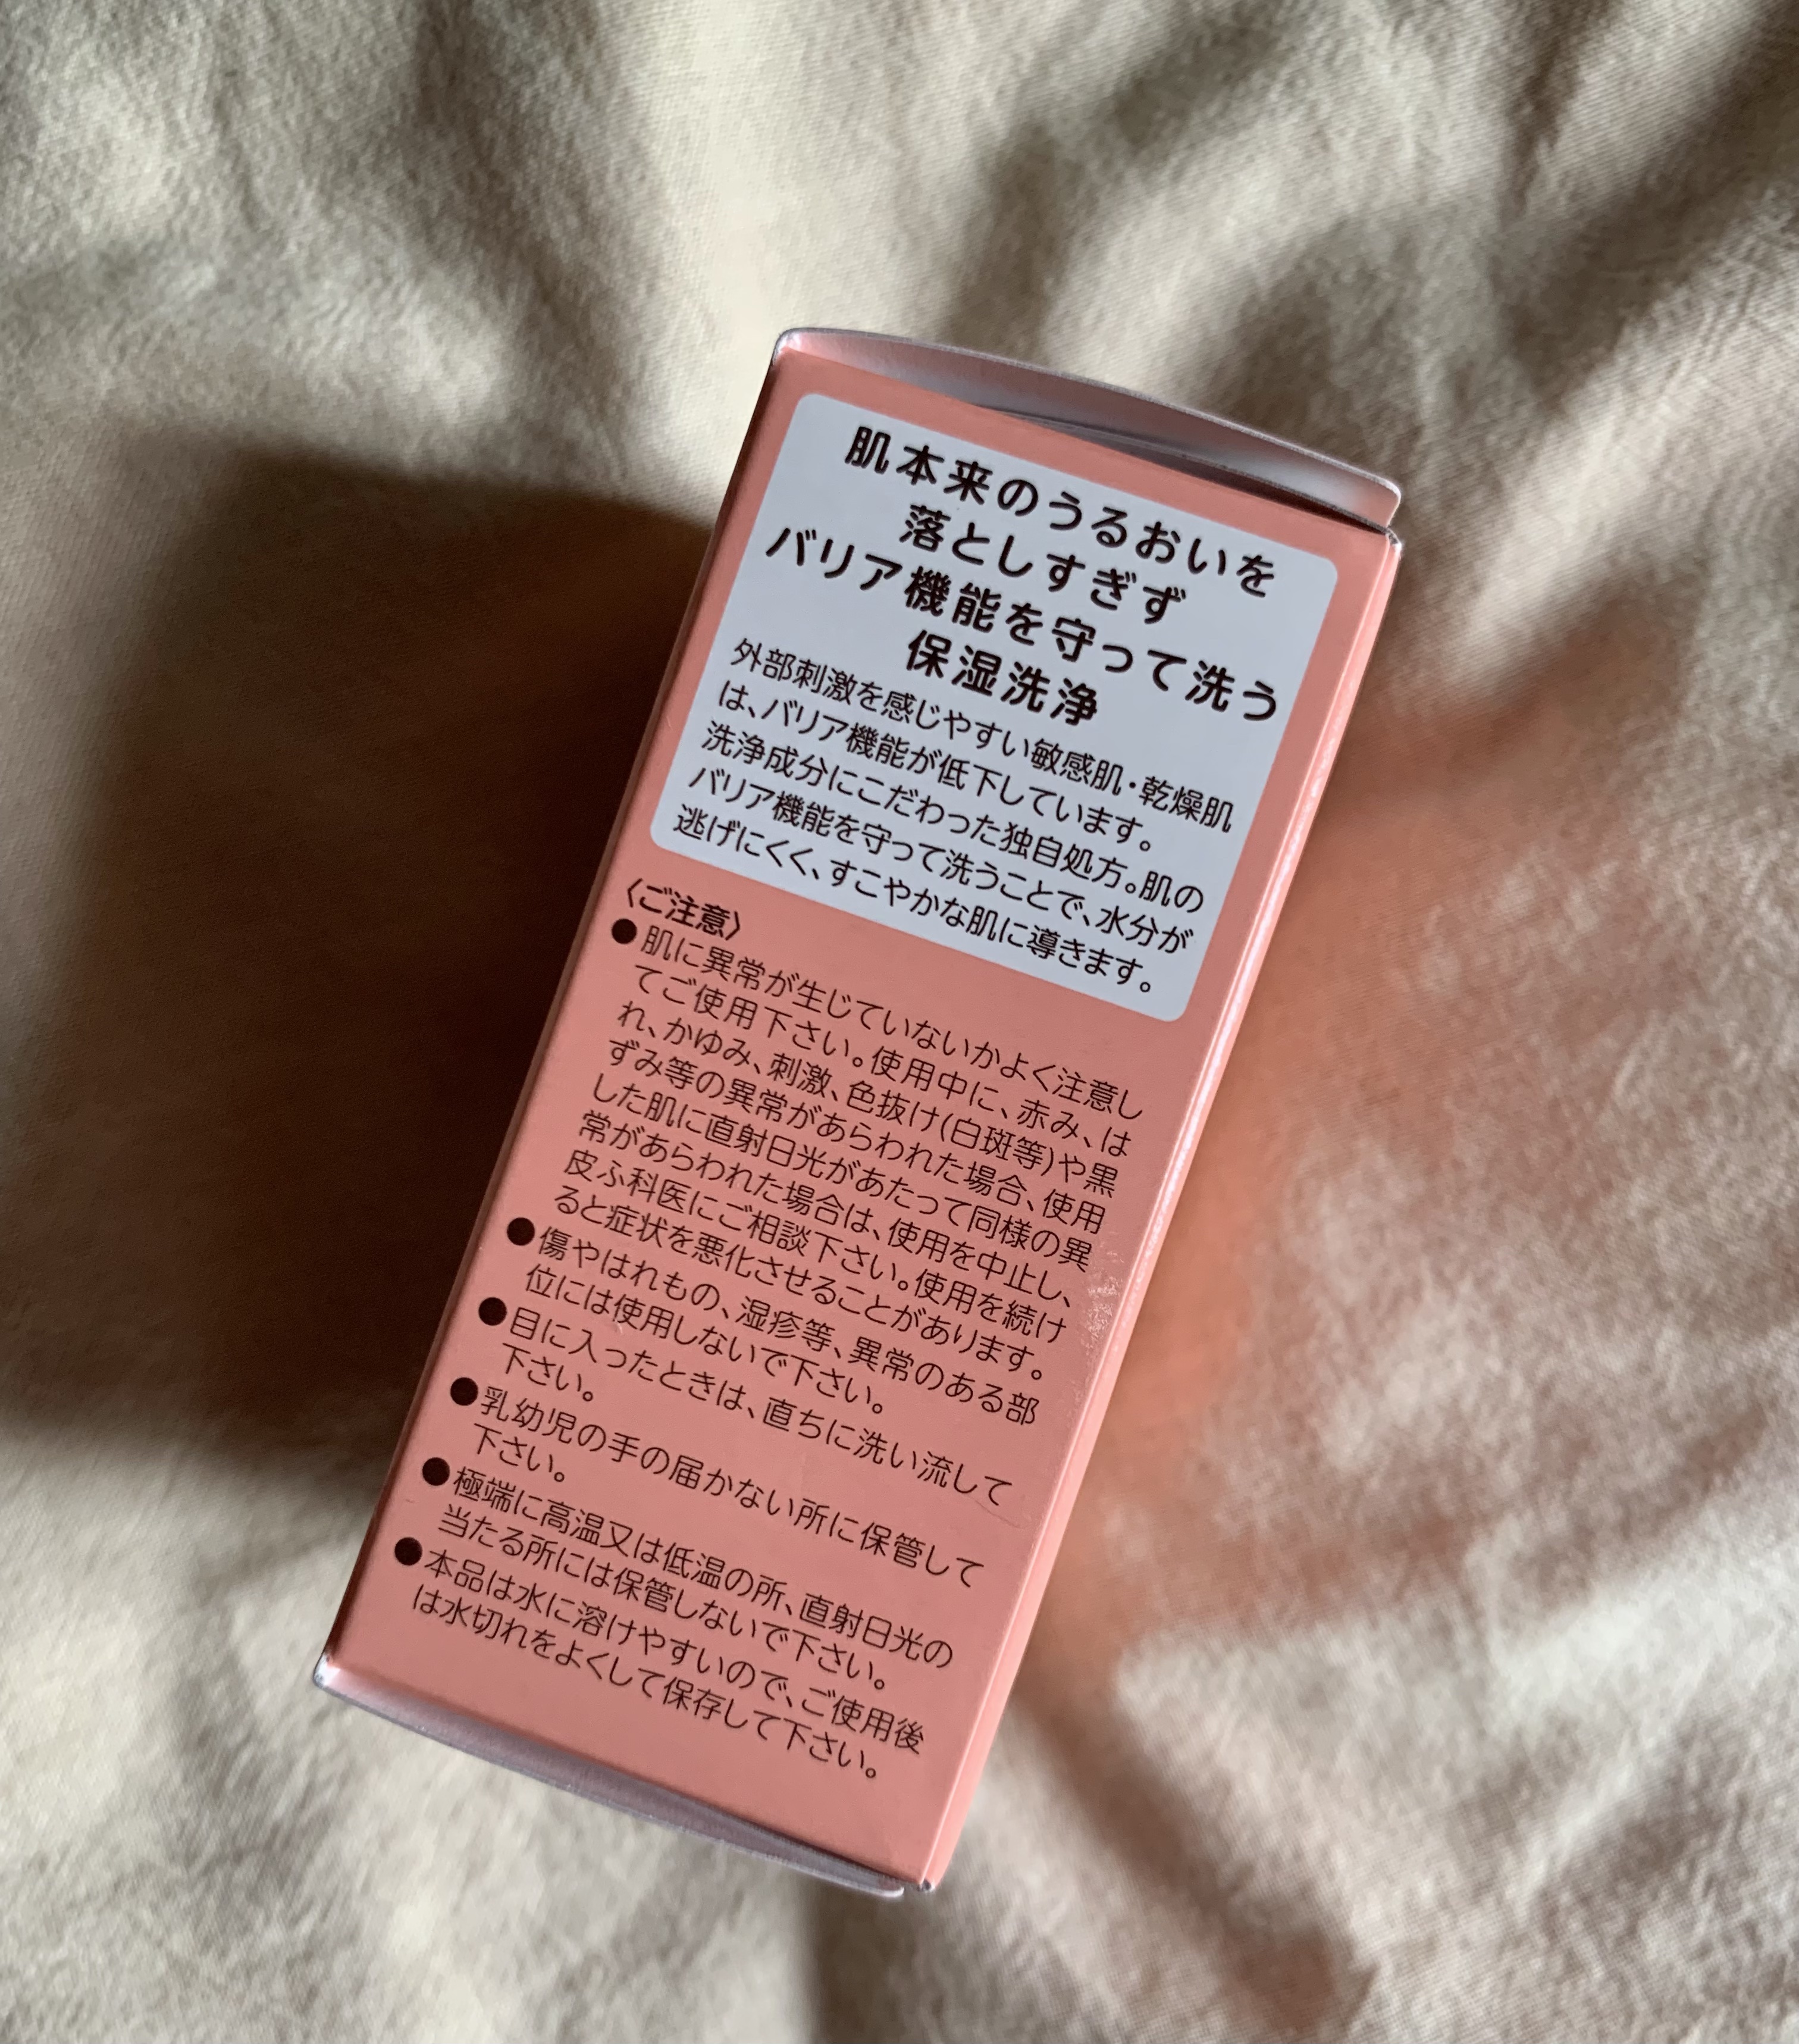 肌本来のうるおいを
落としすぎず
バリア機能を守って洗う
保湿洗浄
外部刺激を感じやすい敏感肌・乾燥肌
は、バリア機能が低下しています。
洗浄成分にこだわった独自処方。肌の
バリア機能を守って洗うことで、水分が
逃げにくく、すこやかな肌に導きます。
〈ご注意〉
●肌に異常が生じていないかよく注意し
てご使用下さい。使用中に、赤み、は
れ、かゆみ、刺激、色抜け(白斑等)や黒
ずみ等の異常があらわれた場合、使用
した肌に直射日光があたって同様の異
常があらわれた場合は、使用を中止し、
皮ふ科医にご相談下さい。使用を続け
ると症状を悪化させることがあります。
●傷やはれもの、湿疹等、異常のある部
位には使用しないで下さい。
●目に入ったときは、直ちに洗い流して
下さい。
●乳幼児の手の届かない所に保管して
下さい。
●極端に高温又は低温の所、直射日光の
当たる所には保管しないで下さい。
●本品は水に溶けやすいので、ご使用後
は水切れをよくして保存して下さい。